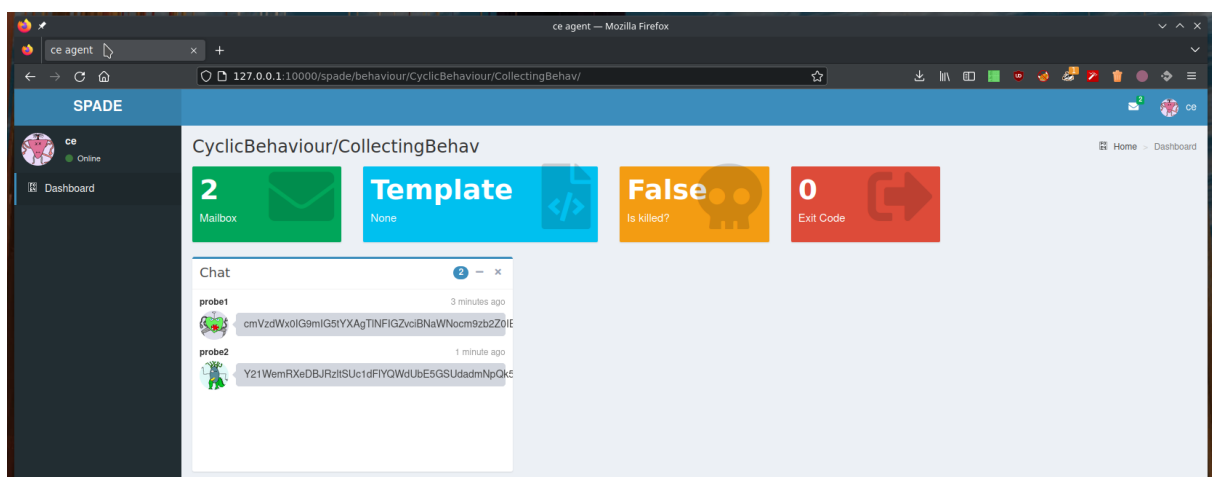 ce agent — Mozilla Firefox
ce agent
127.0.0.1:10000/spade/behaviour/CyclicBehaviour/CollectingBehav/
SPADE
2
ce
ce
Online
CyclicBehaviour/CollectingBehav
Home > Dashboard
Dashboard
2
Mailbox
Template
None
False
Is killed?
0
Exit Code
Chat
2
probe1
3 minutes ago
probe2
1 minute ago